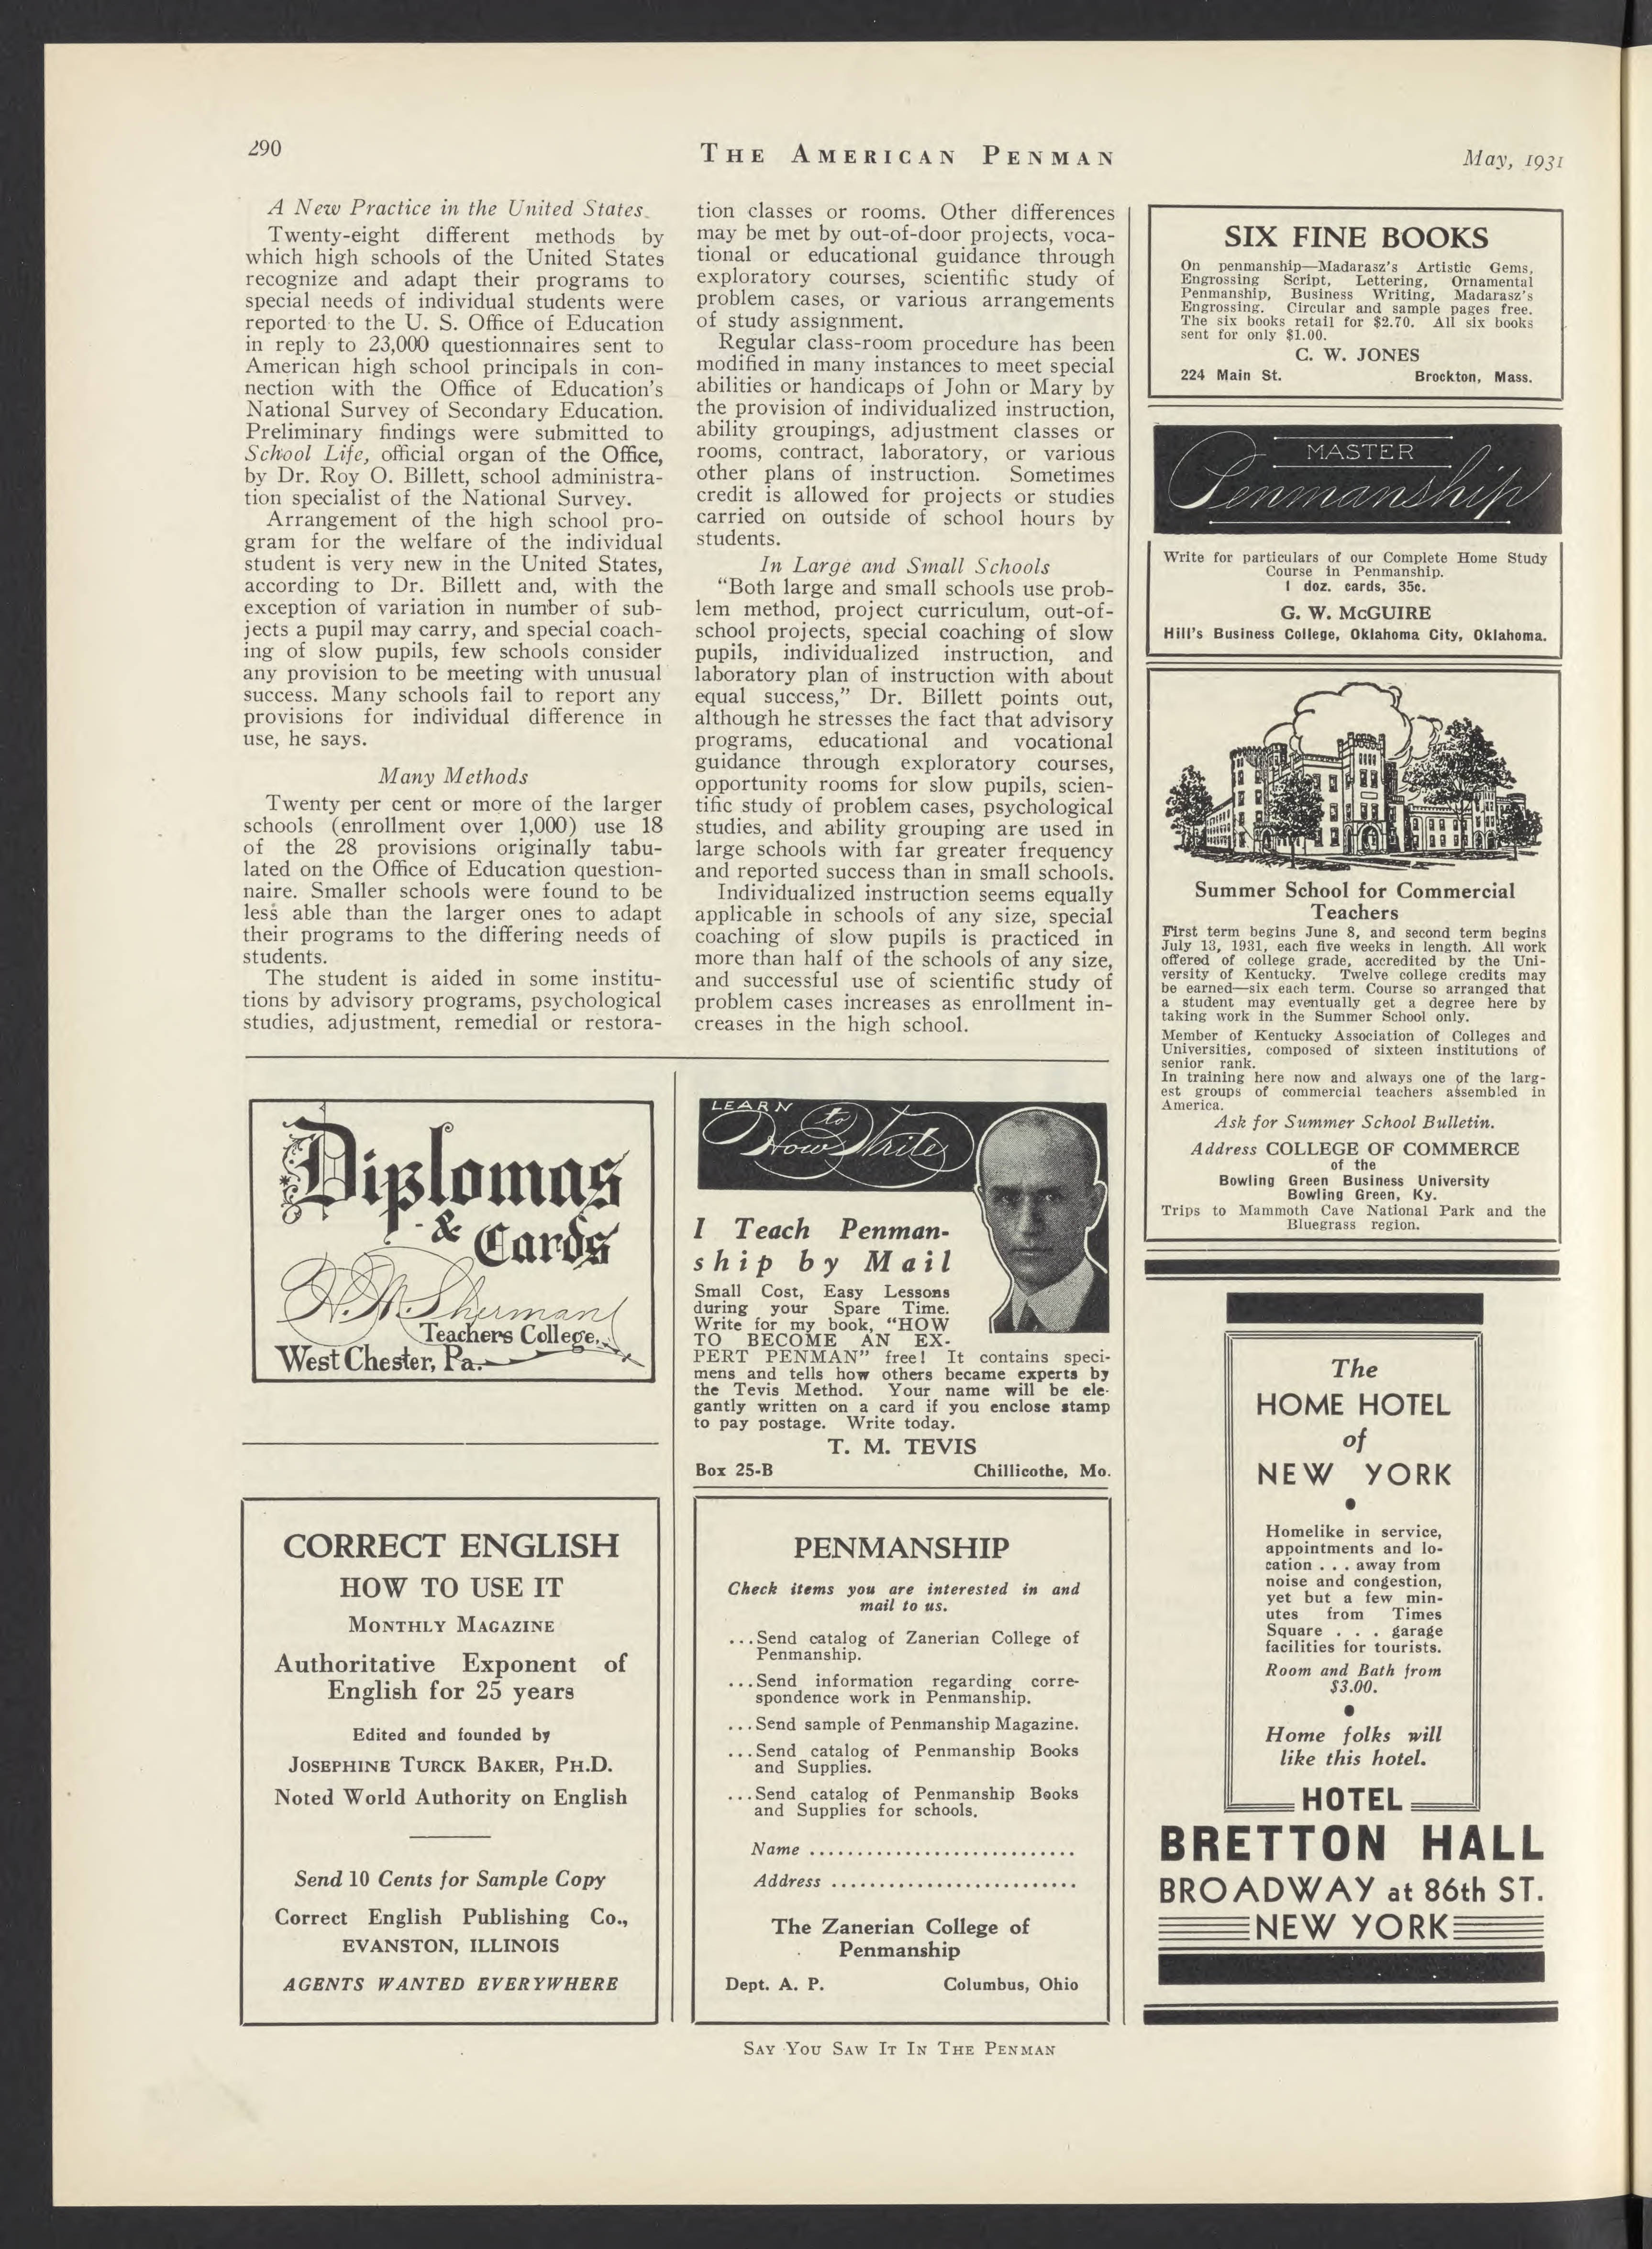 290
THE AMERICAN PENMAN
May, 1931
A New Practice in the United States
Twenty-eight different methods by
which high schools of the United States
recognize and adapt their programs to
special needs of individual students were
reported to the U. S. Office of Education
in reply to 23,000 questionnaires sent to
American high school principals in con-
nection with the Office of Education's
National Survey of Secondary Education.
Preliminary findings were submitted to
School Life, official organ of the Office,
by Dr. Roy O. Billett, school administra-
tion specialist of the National Survey.
Arrangement of the high school pro-
gram for the welfare of the individual
student is very new in the United States,
according to Dr. Billett and, with the
exception of variation in number of sub-
jects a pupil may carry, and special coach-
ing of slow pupils, few schools consider
any provision to be meeting with unusual
success. Many schools fail to report any
provisions for individual difference in
use, he says.
Many Methods
Twenty per cent or more of the larger
schools (enrollment over 1,000) use 18
of the 28 provisions originally tabu-
lated on the Office of Education question-
naire. Smaller schools were found to be
less able than the larger ones to adapt
their programs to the differing needs of
students.
The student is aided in some institu-
tions by advisory programs, psychological
studies, adjustment, remedial or restora-
tion classes or rooms. Other differences
may be met by out-of-door projects, voca-
tional or educational guidance through
exploratory courses, scientific study of
problem cases, or various arrangements
of study assignment.
Regular class-room procedure has been
modified in many instances to meet special
abilities or handicaps of John or Mary by
the provision of individualized instruction,
ability groupings, adjustment classes or
rooms, contract, laboratory, or various
other plans of instruction. Sometimes
credit is allowed for projects or studies
carried on outside of school hours by
students.
In Large and Small Schools
"Both large and small schools use prob-
lem method, project curriculum, out-of-
school projects, special coaching of slow
pupils, individualized instruction, and
laboratory plan of instruction with about
equal success," Dr. Billett points out,
although he stresses the fact that advisory
programs, educational and vocational
guidance through exploratory courses,
opportunity rooms for slow pupils, scien-
tific study of problem cases, psychological
studies, and ability grouping are used in
large schools with far greater frequency
and reported success than in small schools.
Individualized instruction seems equally
applicable in schools of any size, special
coaching of slow pupils is practiced in
more than half of the schools of any size,
and successful use of scientific study of
problem cases increases as enrollment in-
creases in the high school.
SIX FINE BOOKS
On penmanship—Madarasz's Artistic Gems,
Engrossing Script, Lettering, Ornamental
Penmanship, Business Writing, Madarasz's
Engrossing. Circular and sample pages free.
The six books retail for $2.70. All six books
sent for only $1.00.
C. W. JONES
224 Main St. Brockton, Mass.
MASTER
Penmanship
Write for particulars of our Complete Home Study
Course in Penmanship.
1 doz. cards, 35c.
G. W. McGUIRE
Hill's Business College, Oklahoma City, Oklahoma.
Summer School for Commercial
Teachers
First term begins June 8, and second term begins
July 13, 1931, each five weeks in length. All work
offered of college grade, accredited by the Uni-
versity of Kentucky. Twelve college credits may
be earned—six each term. Course so arranged that
a student may eventually get a degree here by
taking work in the Summer School only.
Member of Kentucky Association of Colleges and
Universities, composed of sixteen institutions of
senior rank.
In training here now and always one of the larg-
est groups of commercial teachers assembled in
America.
Ask for Summer School Bulletin.
Address COLLEGE OF COMMERCE
of the
Bowling Green Business University
Bowling Green, Ky.
Trips to Mammoth Cave National Park and the
Bluegrass region.
Diplomas
& Cards
H. M. Sherman
Teachers College,
West Chester, Pa.
LEARN
to
How Write
I Teach Penman-
ship by Mail
Small Cost, Easy Lessons
during your Spare Time.
Write for my book, "HOW
TO BECOME AN EX-
PERT PENMAN" free! It contains speci-
mens and tells how others became experts by
the Tevis Method. Your name will be ele-
gantly written on a card if you enclose stamp
to pay postage. Write today.
T. M. TEVIS
Box 25-B Chillicothe, Mo.
CORRECT ENGLISH
HOW TO USE IT
MONTHLY MAGAZINE
Authoritative Exponent of
English for 25 years
Edited and founded by
JOSEPHINE TURCK BAKER, PH.D.
Noted World Authority on English
Send 10 Cents for Sample Copy
Correct English Publishing Co.,
EVANSTON, ILLINOIS
AGENTS WANTED EVERYWHERE
PENMANSHIP
Check items you are interested in and
mail to us.
...Send catalog of Zanerian College of
Penmanship.
...Send information regarding corre-
spondence work in Penmanship.
...Send sample of Penmanship Magazine.
...Send catalog of Penmanship Books
and Supplies.
...Send catalog of Penmanship Books
and Supplies for schools.
Name ............................
Address ..........................
The Zanerian College of
Penmanship
Dept. A. P. Columbus, Ohio
The
HOME HOTEL
of
NEW YORK
Homelike in service,
appointments and lo-
cation . . . away from
noise and congestion,
yet but a few min-
utes from Times
Square . . . garage
facilities for tourists.
Room and Bath from
$3.00.
Home folks will
like this hotel.
HOTEL
BRETTON HALL
BROADWAY at 86th ST.
NEW YORK
SAY YOU SAW IT IN THE PENMAN